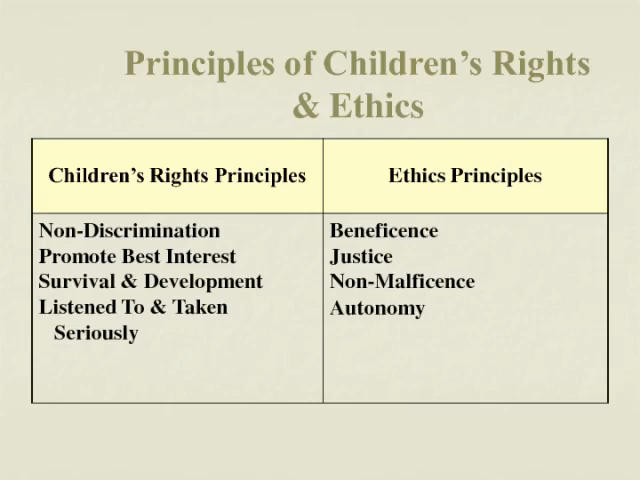 Principles of Children's Rights
& Ethics
Children's Rights Principles
Ethics Principles
Non-Discrimination
Promote Best Interest
Survival & Development
Listened To & Taken
Seriously
Beneficence
Justice
Non-Malficence
Autonomy